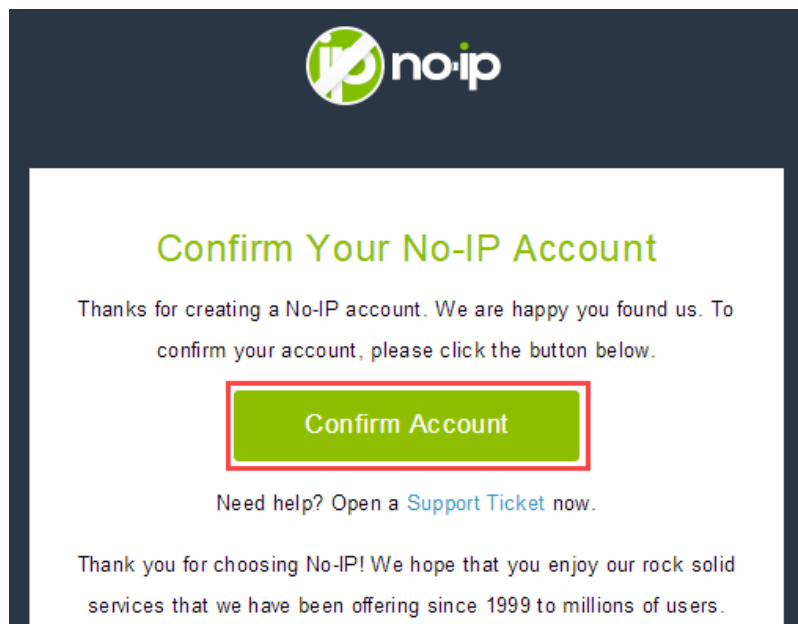 no-ip
Confirm Your No-IP Account
Thanks for creating a No-IP account. We are happy you found us. To
confirm your account, please click the button below.
Confirm Account
Need help? Open a Support Ticket now.
Thank you for choosing No-IP! We hope that you enjoy our rock solid
services that we have been offering since 1999 to millions of users.